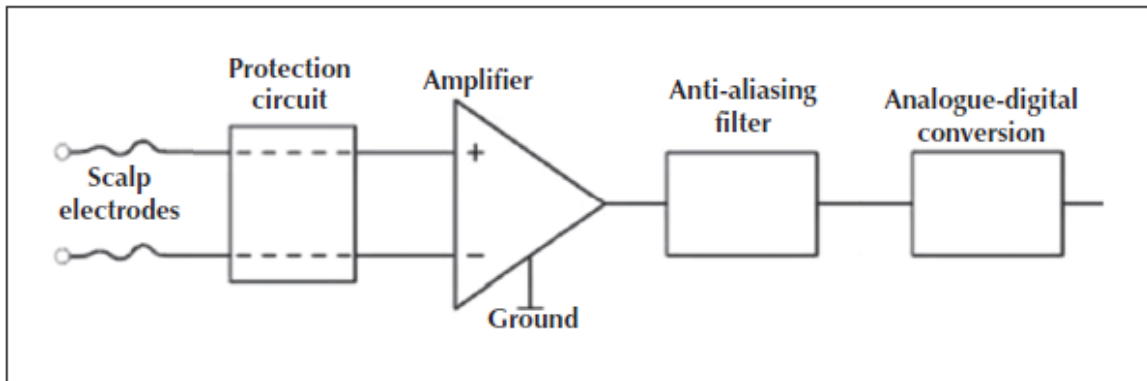 Protection
circuit
Amplifier
Anti-aliasing
filter
Analogue-digital
conversion
Scalp
electrodes
+
−
Ground